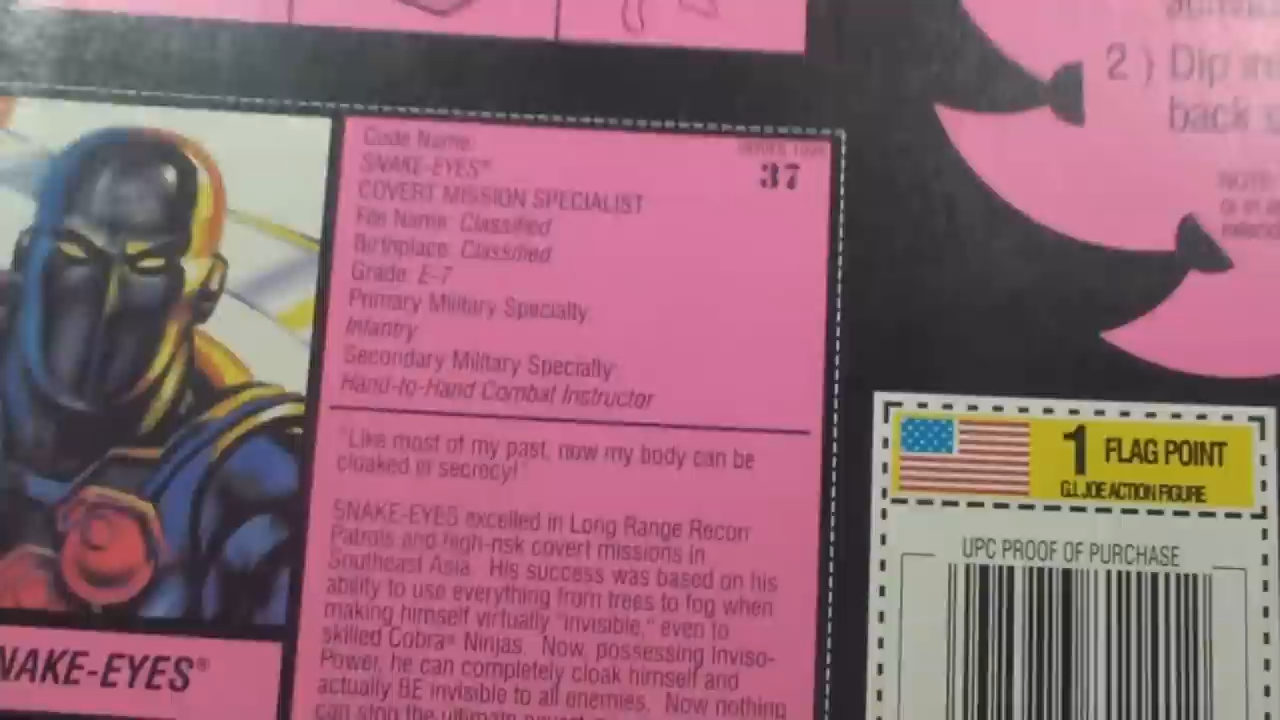 Code Name:
SNAKE-EYES®
COVERT MISSION SPECIALIST
File Name: Classified
Birthplace: Classified
Grade: E-7
Primary Military Specialty:
Infantry
Secondary Military Specialty:
Hand-to-Hand Combat Instructor
37
"Like most of my past, now my body can be
cloaked in secrecy!"
SNAKE-EYES excelled in Long Range Recon
Patrols and high-risk covert missions in
Southeast Asia. His success was based on his
ability to use everything from trees to fog when
making himself virtually "invisible," even to
skilled Cobra® Ninjas. Now, possessing Inviso-
Power, he can completely cloak himself and
actually BE invisible to all enemies. Now nothing
can stop the ultimate
NAKE-EYES®
2 ) Dip
back
1 FLAG POINT
G.I. JOE ACTION FIGURE
UPC PROOF OF PURCHASE